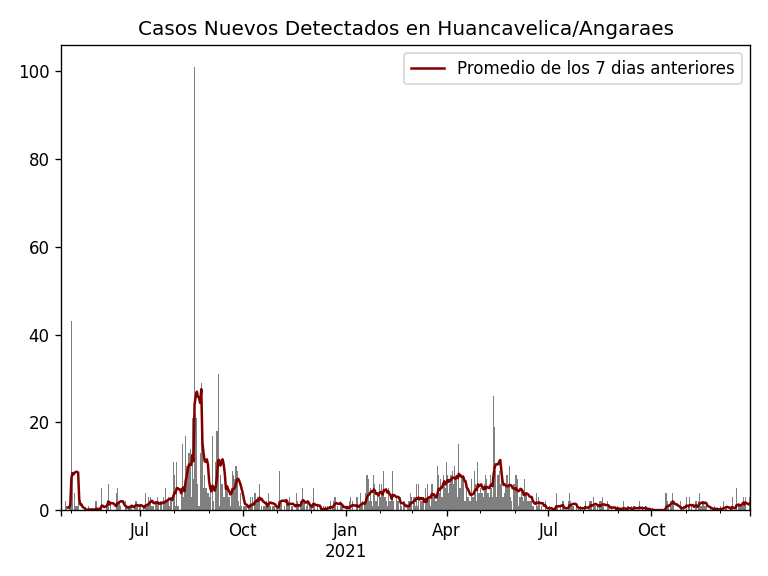 Casos Nuevos Detectados en Huancavelica/Angaraes
Promedio de los 7 dias anteriores
100
80
60
40
20
0
Jul Oct Jan Apr Jul Oct
2021